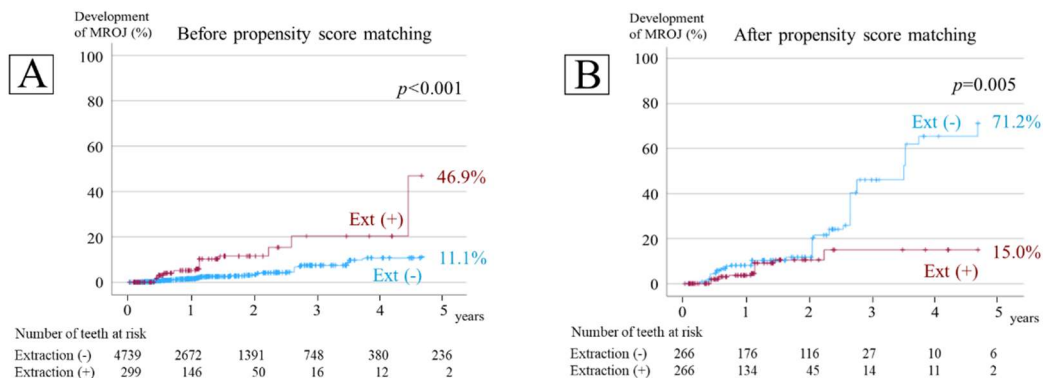 Development
of MROJ (%)
Before propensity score matching
A
100
80
60
40
20
0
p<0.001
46.9%
Ext (+)
11.1%
Ext (-)
0 1 2 3 4 5 years
Number of teeth at risk
Extraction (-) 4739 2672 1391 748 380 236
Extraction (+) 299 146 50 16 12 2
Development
of MROJ (%)
After propensity score matching
B
100
80
60
40
20
0
p=0.005
Ext (-) 71.2%
15.0%
Ext (+)
0 1 2 3 4 5 years
Number of teeth at risk
Extraction (-) 266 176 116 27 10 6
Extraction (+) 266 134 45 14 11 2